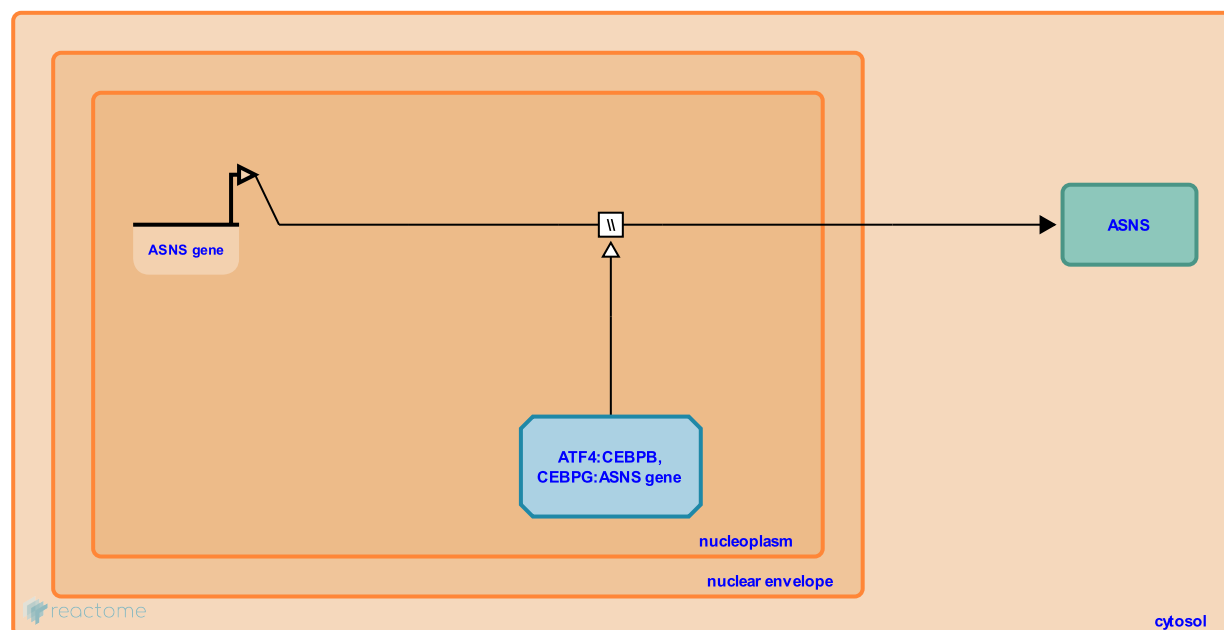 ASNS gene
\\
ASNS
ATF4:CEBPB,
CEBPG:ASNS gene
nucleoplasm
nuclear envelope
reactome
cytosol